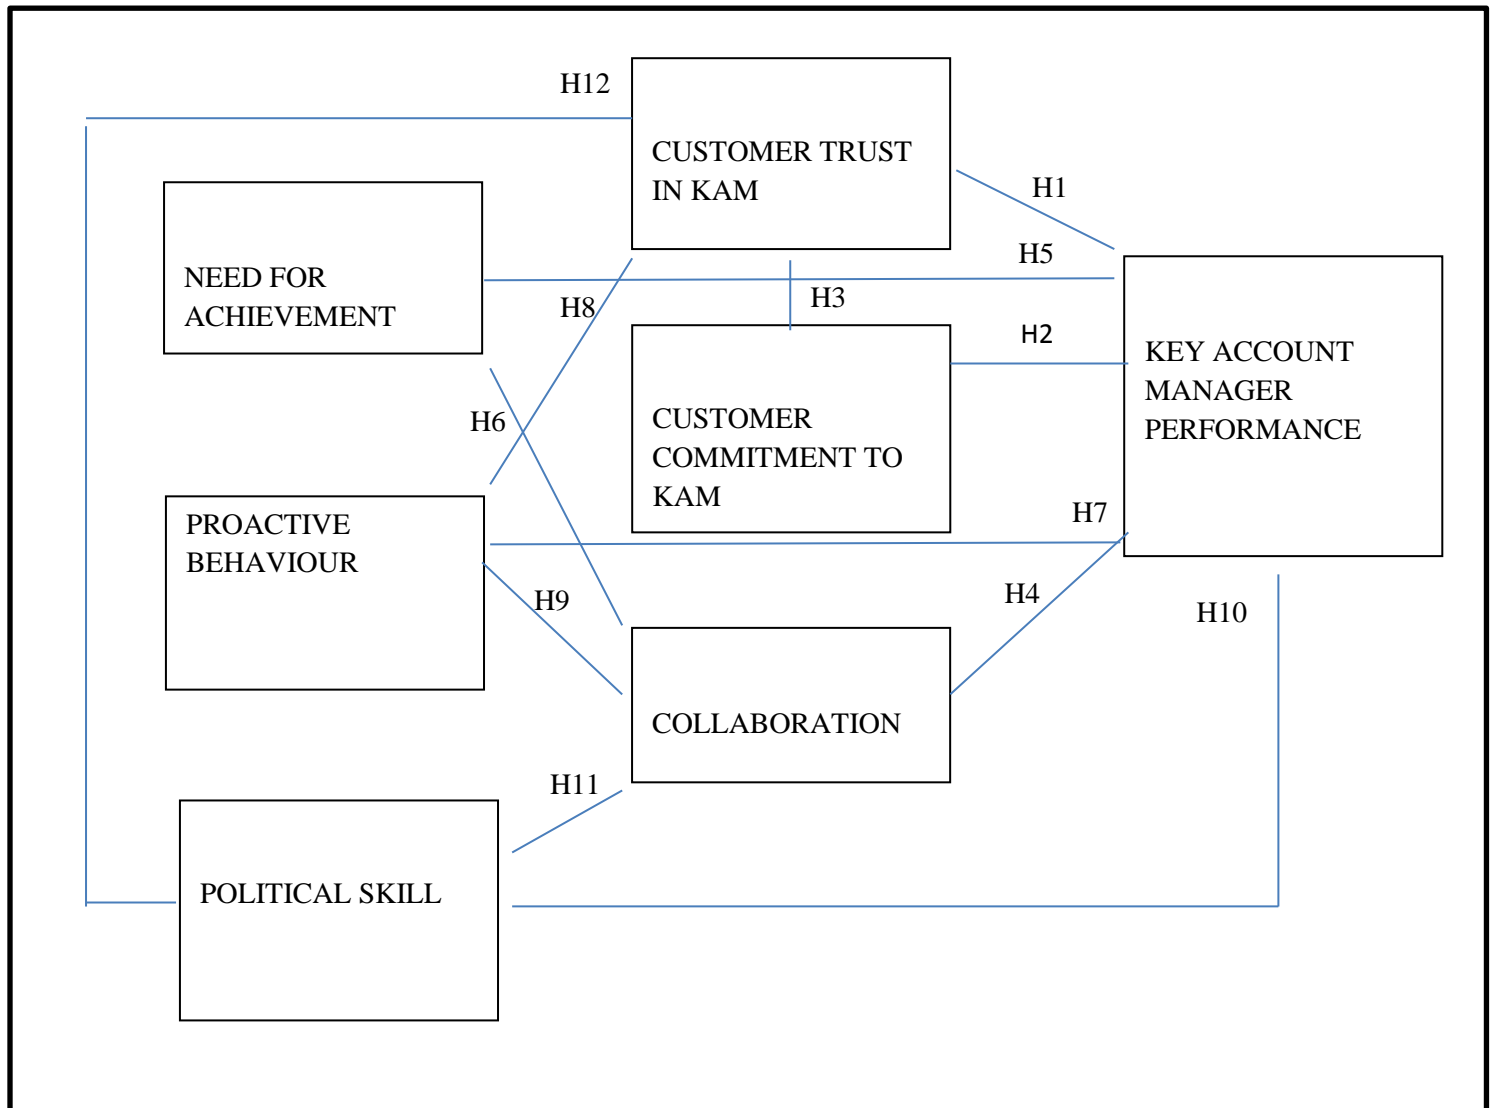 H12
CUSTOMER TRUST
IN KAM
H1
H5
NEED FOR
ACHIEVEMENT
H8
H3
H2
KEY ACCOUNT
MANAGER
PERFORMANCE
H6
CUSTOMER
COMMITMENT TO
KAM
PROACTIVE
BEHAVIOUR
H7
H9
H4
H10
COLLABORATION
H11
POLITICAL SKILL